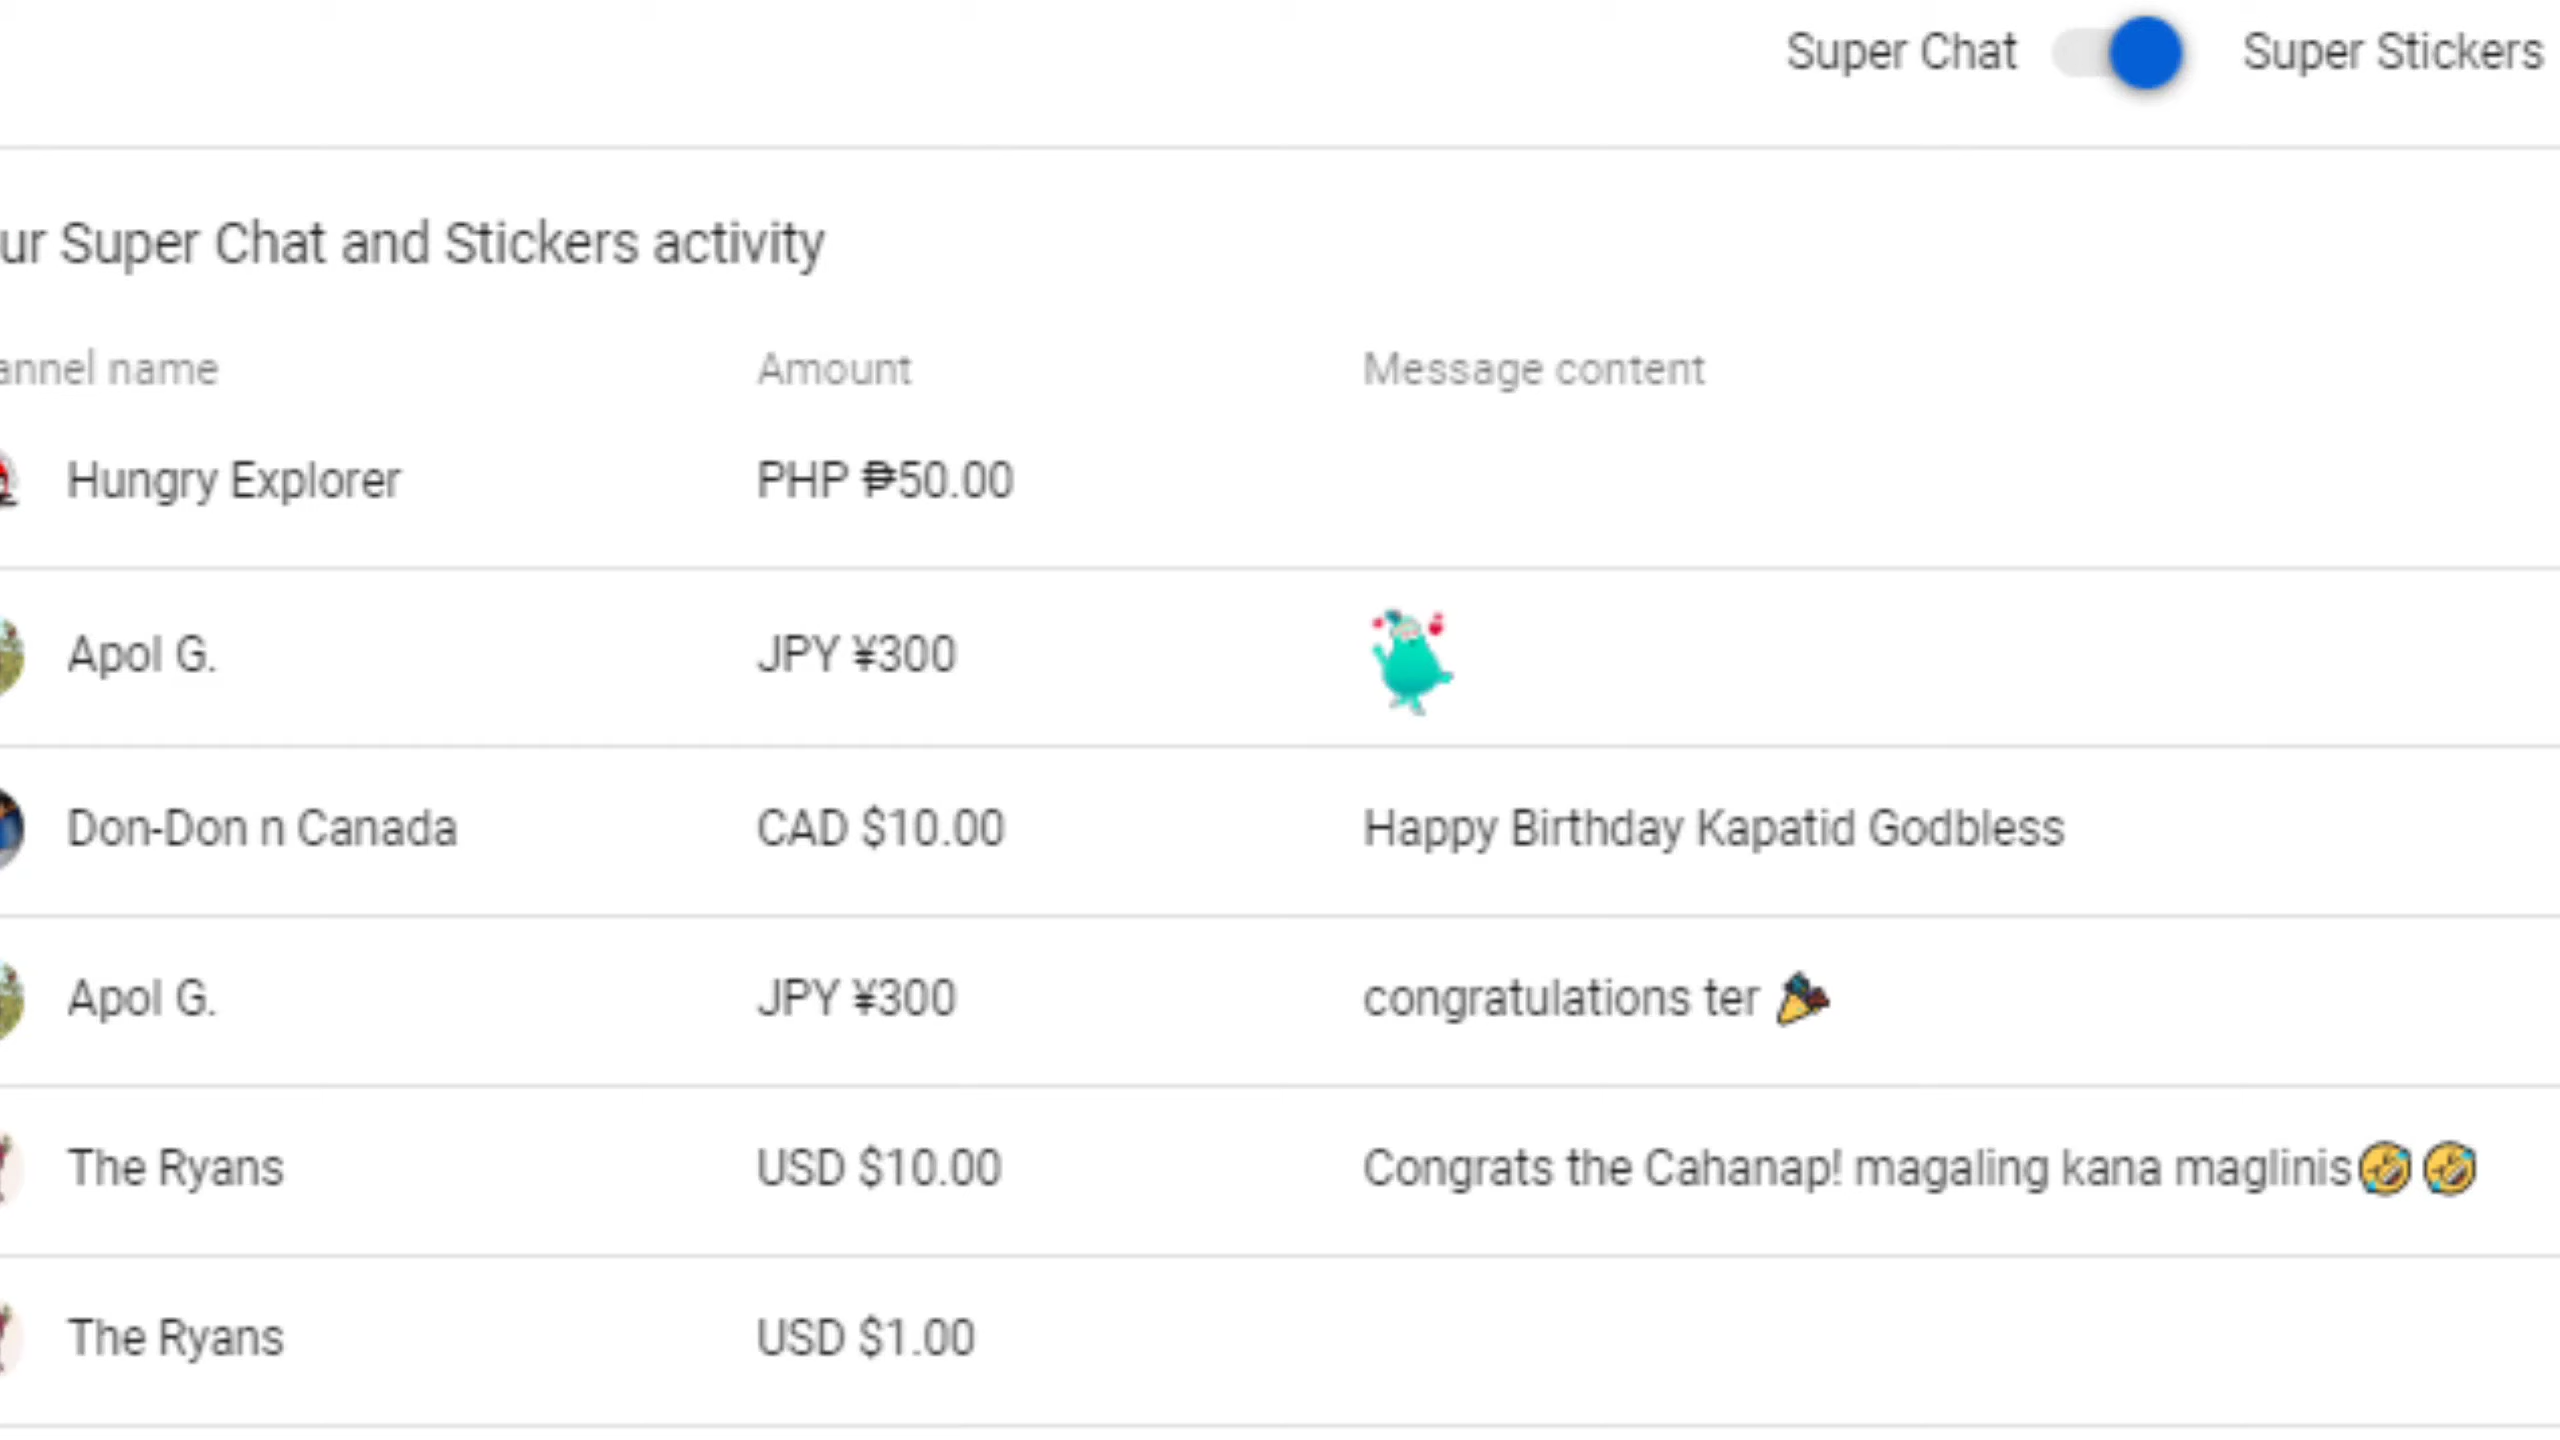 Super Chat Super Stickers
ur Super Chat and Stickers activity
annel name Amount Message content
Hungry Explorer PHP ₱50.00
Apol G. JPY ¥300
Don-Don n Canada CAD $10.00 Happy Birthday Kapatid Godbless
Apol G. JPY ¥300 congratulations ter 🎉
The Ryans USD $10.00 Congrats the Cahanap! magaling kana maglinis🤣🤣
The Ryans USD $1.00